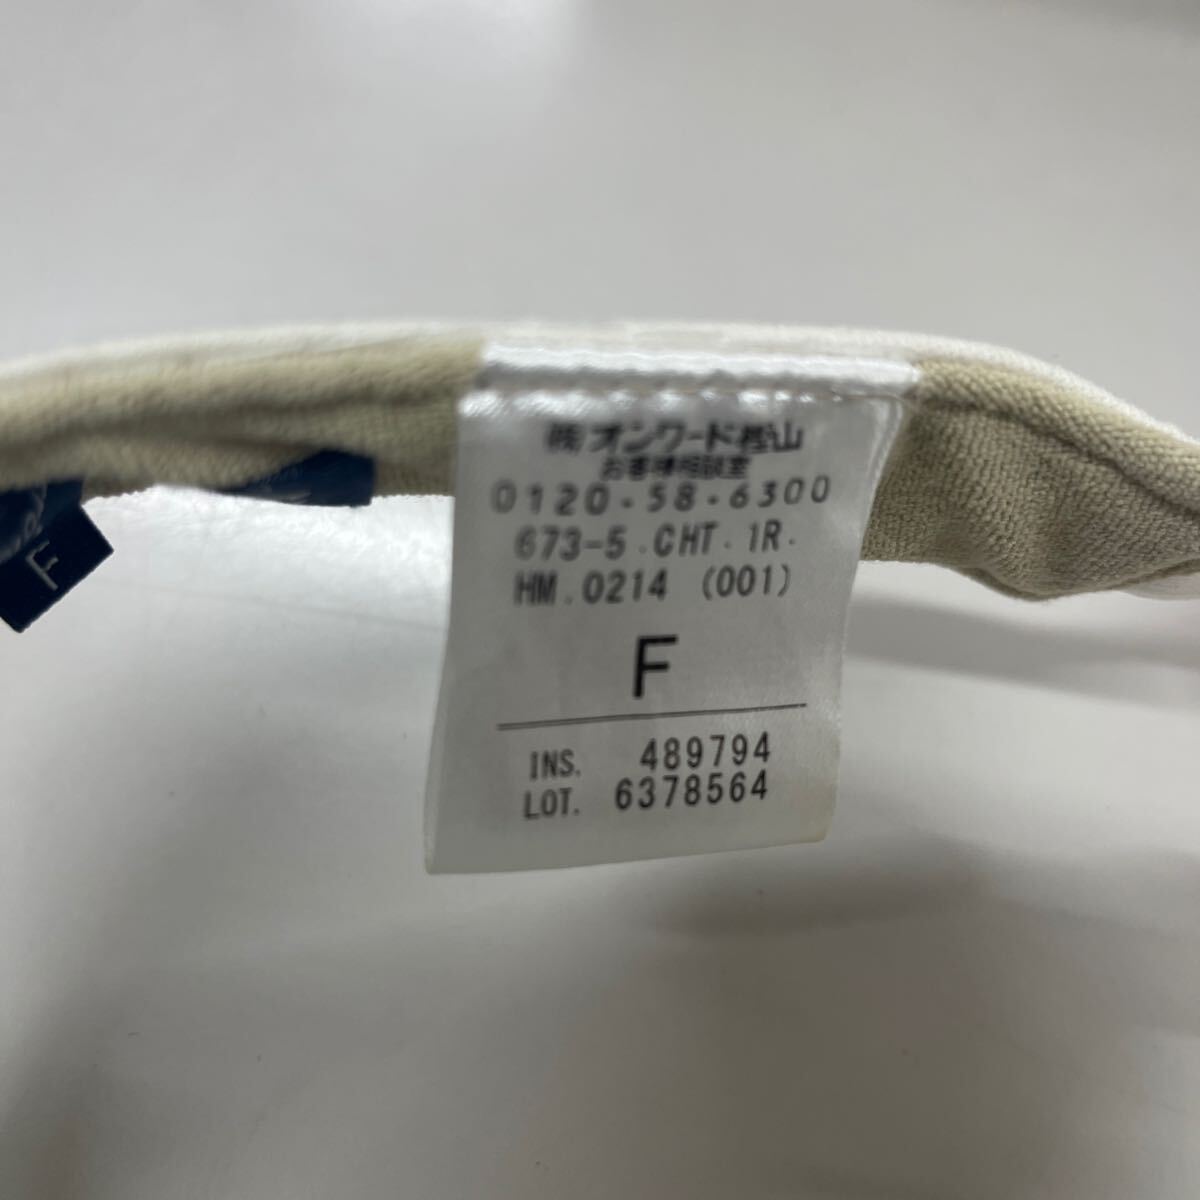 ㈱オンワード樫山
お客様相談室
0120-58-6300
673-5.CHT.1R.
HM.0214 (001)
F
INS. 489794
LOT. 6378564
F